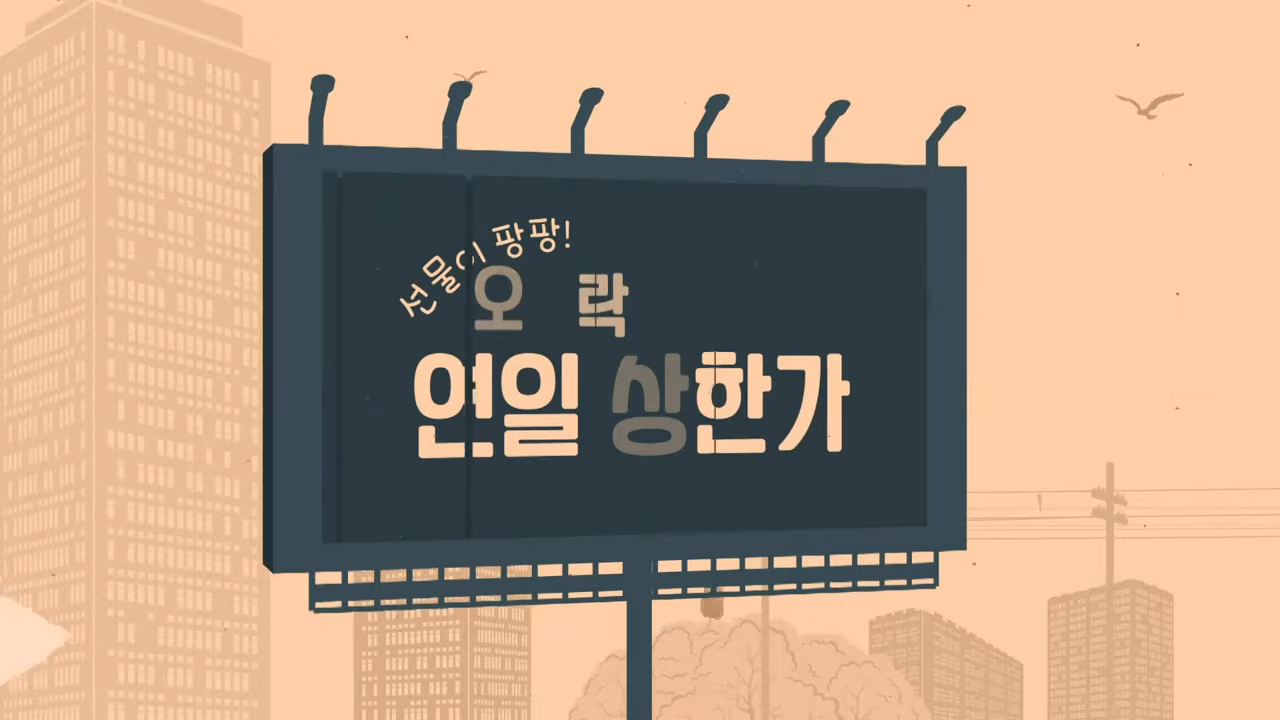 선물이 팡팡!
오 락
연일 상한가